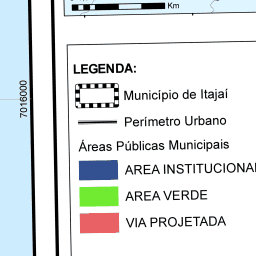 Km
7016000
LEGENDA:
Município de Itajaí
Perímetro Urbano
Áreas Públicas Municipais
AREA INSTITUCIONAL
AREA VERDE
VIA PROJETADA